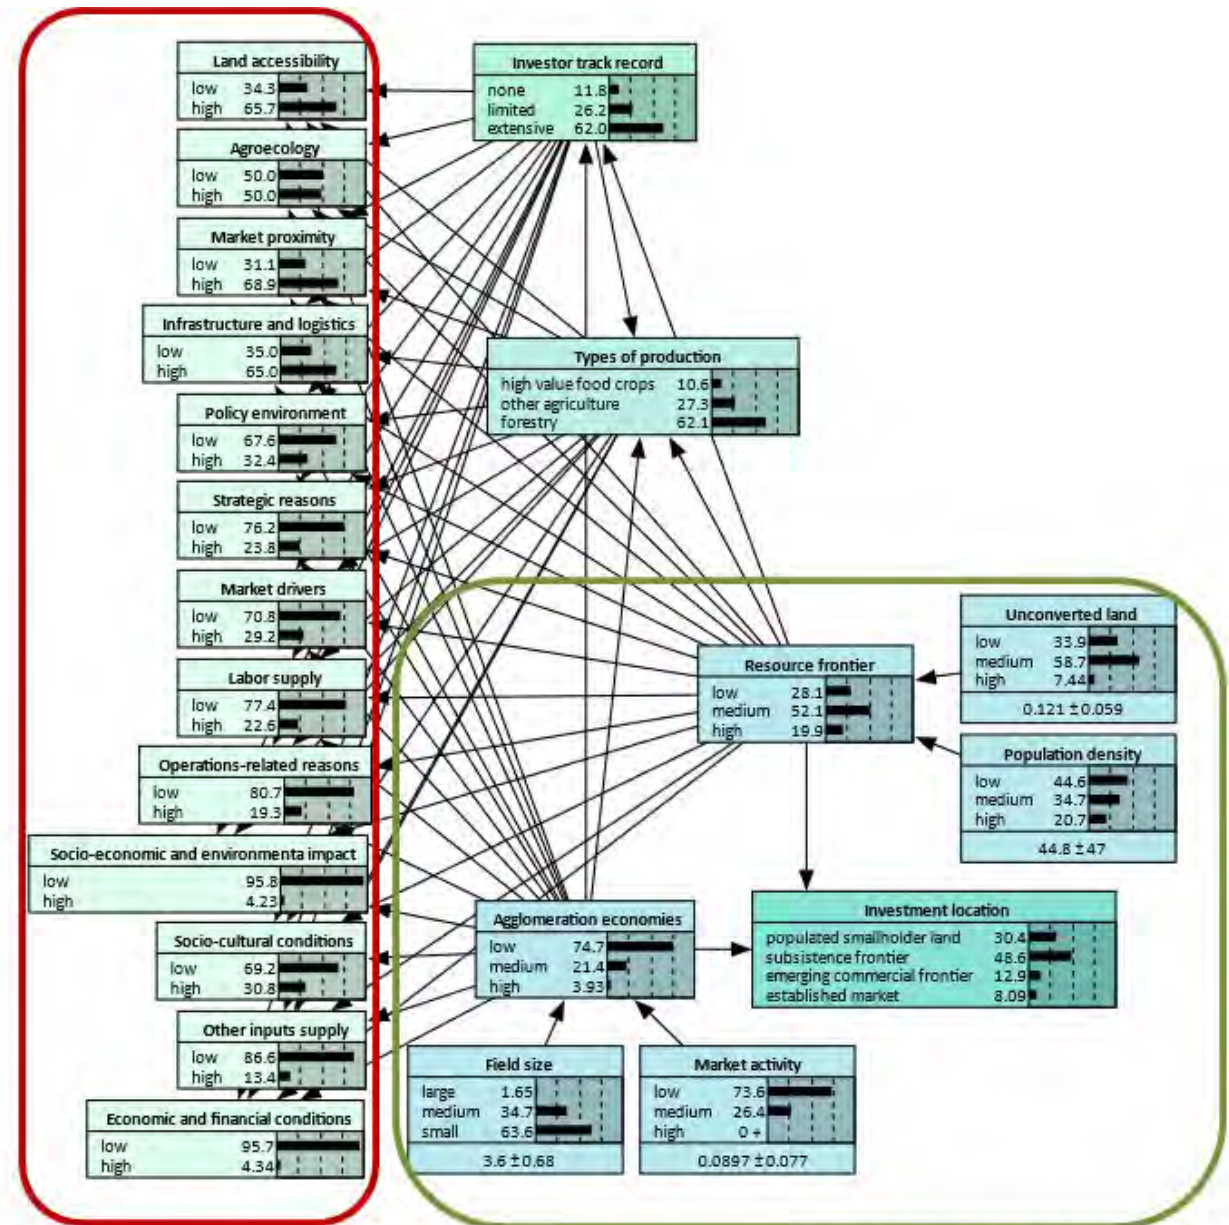 Land accessibility
low 34.3
high 65.7
Agroecology
low 50.0
high 50.0
Market proximity
low 31.1
high 68.9
Infrastructure and logistics
low 35.0
high 65.0
Policy environment
low 67.6
high 32.4
Strategic reasons
low 76.2
high 23.8
Market drivers
low 70.8
high 29.2
Labor supply
low 77.4
high 22.6
Operations-related reasons
low 80.7
high 19.3
Socio-economic and environmenta impact
low 95.8
high 4.23
Socio-cultural conditions
low 69.2
high 30.8
Other inputs supply
low 86.6
high 13.4
Economic and financial conditions
low 95.7
high 4.34
Investor track record
none 11.8
limited 26.2
extensive 62.0
Types of production
high value food crops 10.6
other agriculture 27.3
forestry 62.1
Resource frontier
low 28.1
medium 52.1
high 19.9
Unconverted land
low 33.9
medium 58.7
high 7.44
0.121 ± 0.059
Population density
low 44.6
medium 34.7
high 20.7
44.8 ± 47
Agglomeration economies
low 74.7
medium 21.4
high 3.93
Investment location
populated smallholder land 30.4
subsistence frontier 48.6
emerging commercial frontier 12.9
established market 8.09
Field size
large 1.65
medium 34.7
small 63.6
3.6 ± 0.68
Market activity
low 73.6
medium 26.4
high 0 +
0.0897 ± 0.077